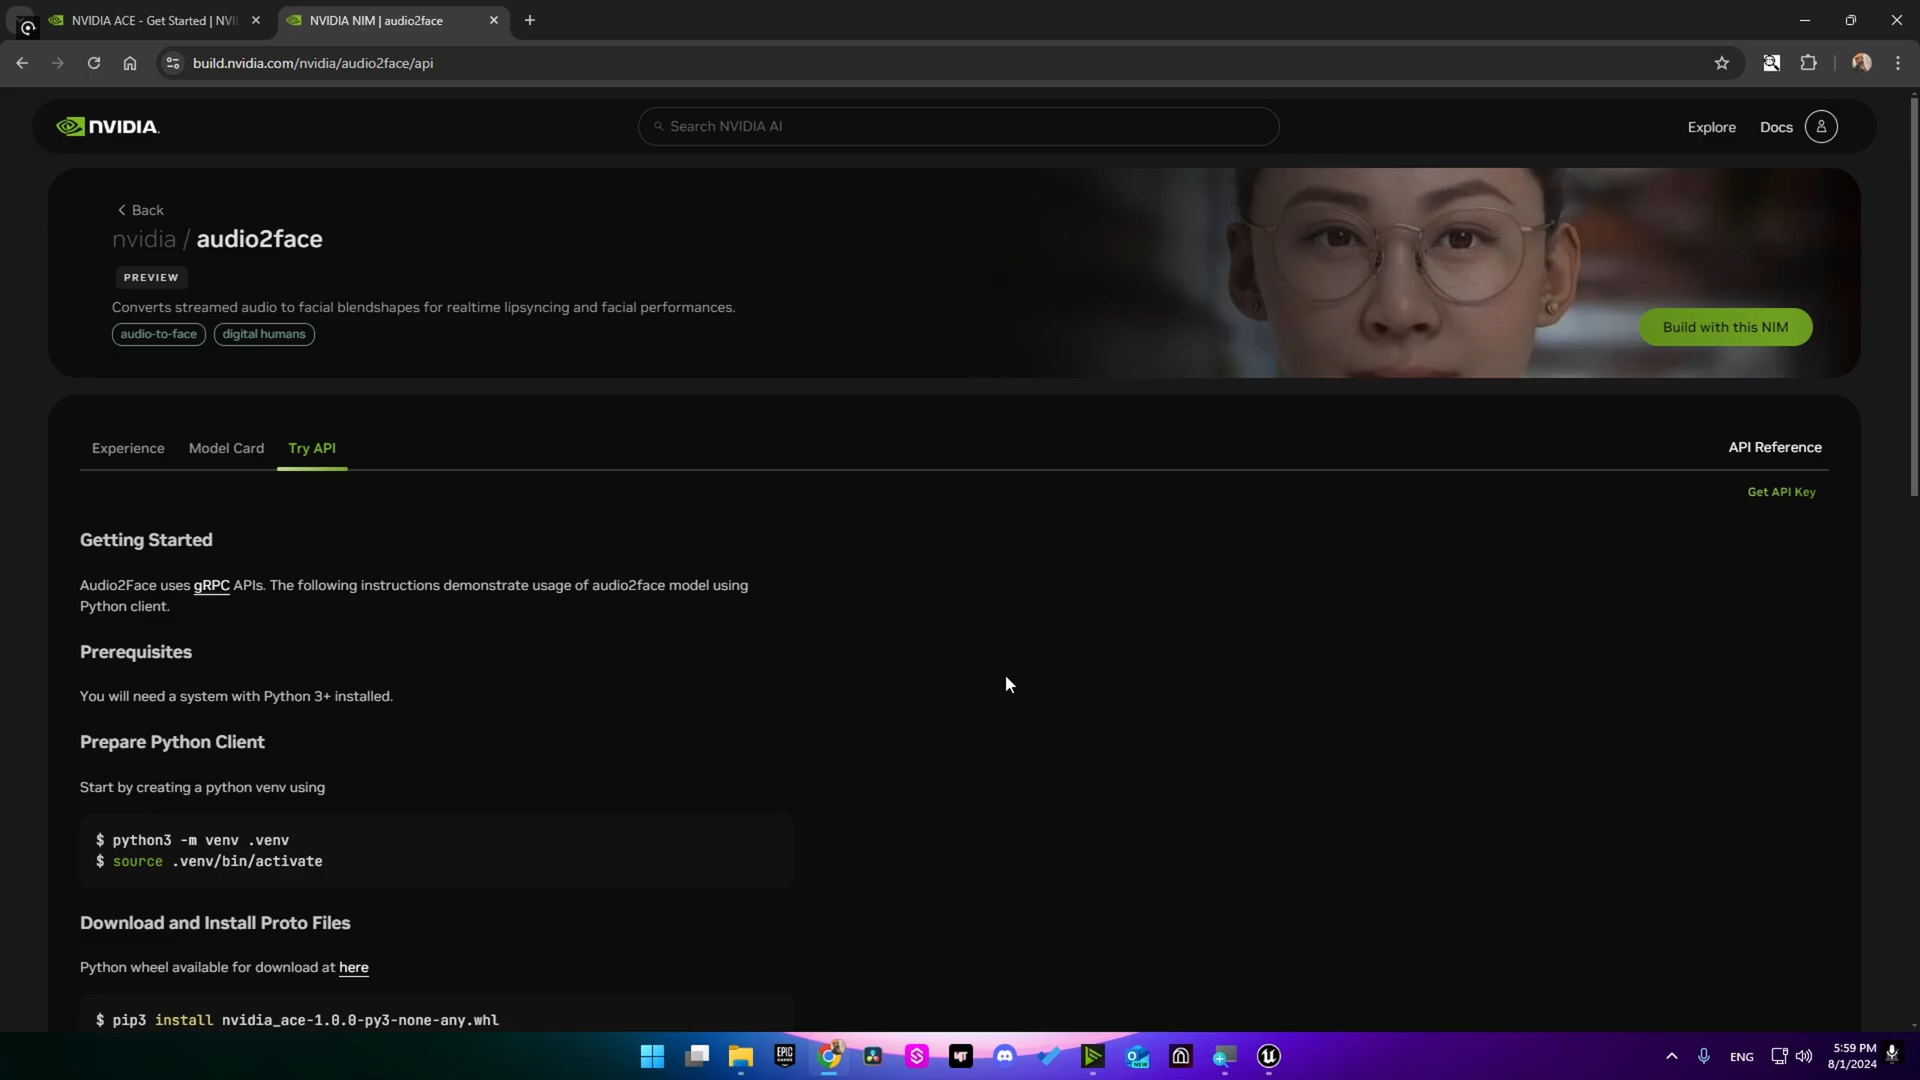 NVIDIA ACE - Get Started | NVI
NVIDIA NIM | audio2face
build.nvidia.com/nvidia/audio2face/api
NVIDIA.
Search NVIDIA AI
Explore
Docs
Back
nvidia / audio2face
PREVIEW
Converts streamed audio to facial blendshapes for realtime lipsyncing and facial performances.
audio-to-face
digital humans
Build with this NIM
Experience
Model Card
Try API
API Reference
Get API Key
Getting Started
Audio2Face uses gRPC APIs. The following instructions demonstrate usage of audio2face model using
Python client.
Prerequisites
You will need a system with Python 3+ installed.
Prepare Python Client
Start by creating a python venv using
$ python3 -m venv .venv
$ source .venv/bin/activate
Download and Install Proto Files
Python wheel available for download at here
$ pip3 install nvidia_ace-1.0.0-py3-none-any.whl
EPIC
GAMES
NEW
ENG
5:59 PM
8/1/2024